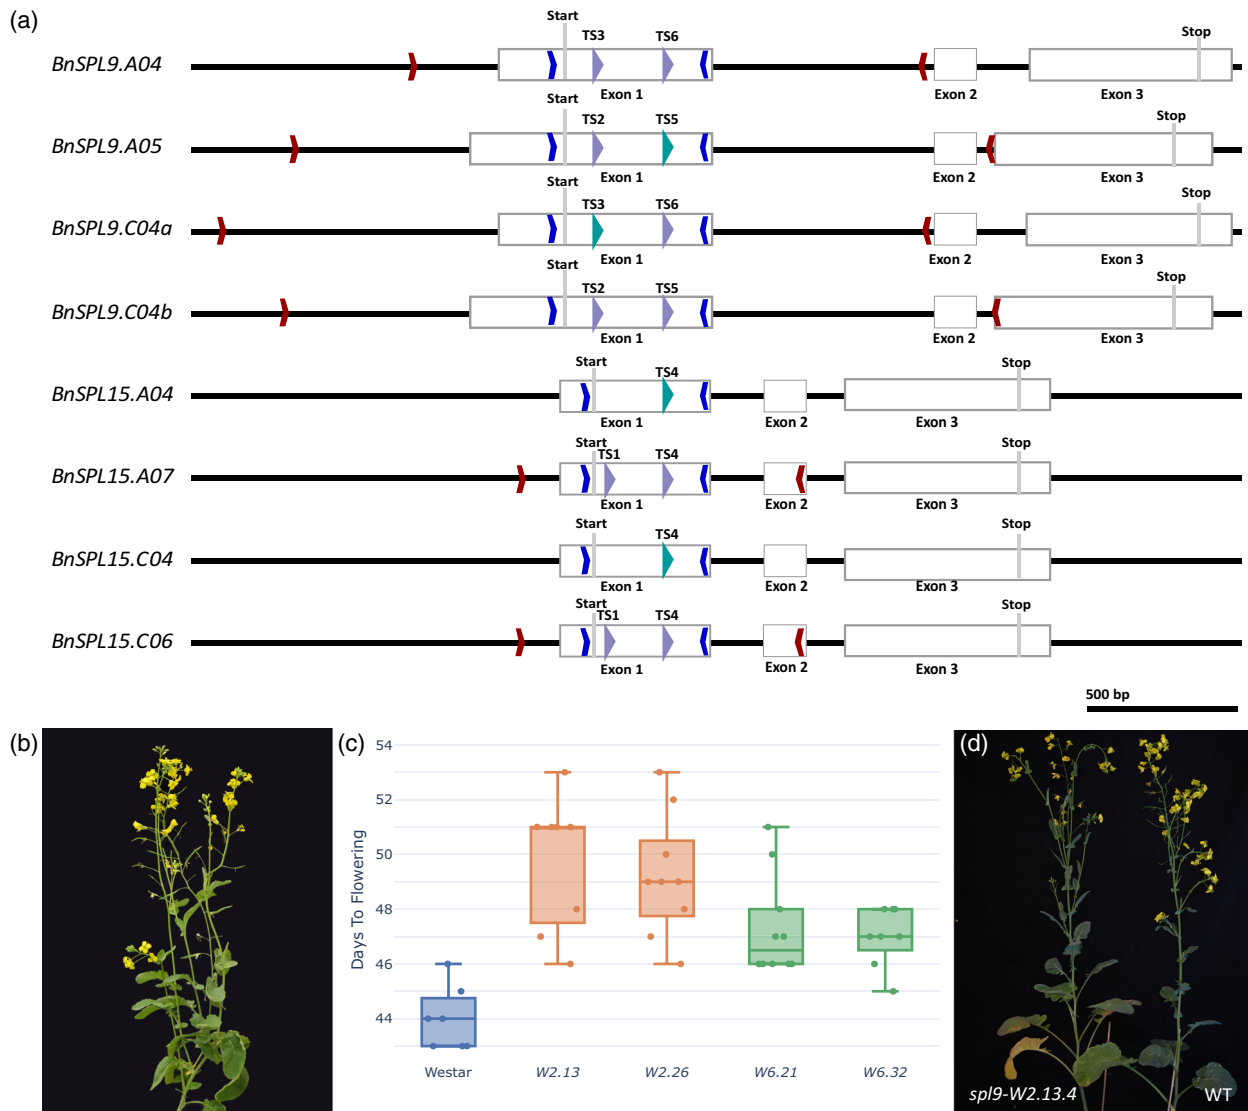 (a)
Start
TS3 TS6
BnSPL9.A04
Exon 1 Exon 2 Exon 3
Stop
Start
TS2 TS5
BnSPL9.A05
Exon 1 Exon 2 Exon 3
Stop
Start
TS3 TS6
BnSPL9.C04a
Exon 1 Exon 2 Exon 3
Stop
Start
TS2 TS5
BnSPL9.C04b
Exon 1 Exon 2 Exon 3
Stop
Start
TS4
BnSPL15.A04
Exon 1 Exon 2 Exon 3
Stop
Start
TS1 TS4
BnSPL15.A07
Exon 1 Exon 2 Exon 3
Stop
Start
TS4
BnSPL15.C04
Exon 1 Exon 2 Exon 3
Stop
Start
TS1 TS4
BnSPL15.C06
Exon 1 Exon 2 Exon 3
Stop
500 bp
(b)
(c)
Days To Flowering
54
52
50
48
46
44
Westar W2.13 W2.26 W6.21 W6.32
(d)
spl9-W2.13.4 WT